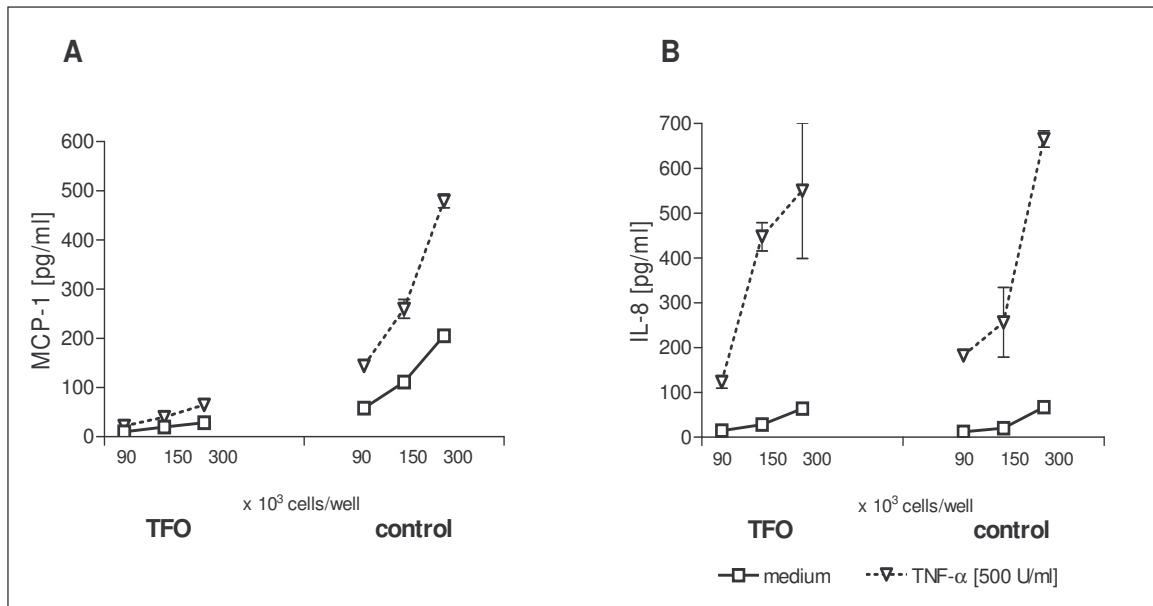 A
MCP-1 [pg/ml]
600
500
400
300
200
100
0
90 150 300 90 150 300
x 10³ cells/well
TFO control
B
IL-8 [pg/ml]
700
600
500
400
300
200
100
0
90 150 300 90 150 300
x 10³ cells/well
TFO control
medium TNF-α [500 U/ml]